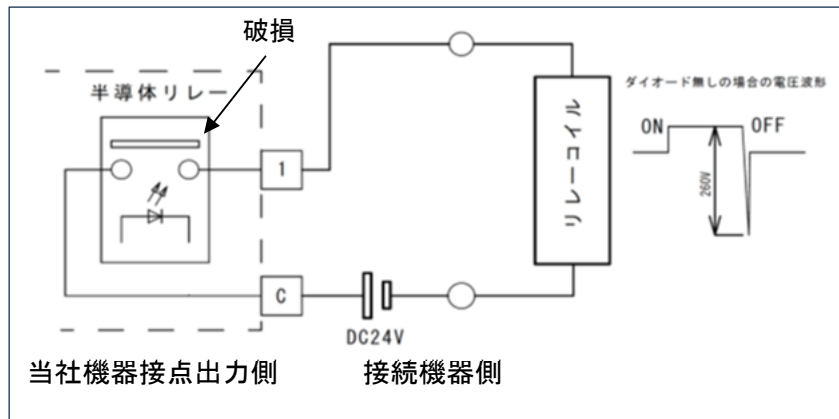 破損
半導体リレー
1
C
DC24V
リレーコイル
ダイオード無しの場合の電圧波形
ON
OFF
260V
当社機器接点出力側
接続機器側